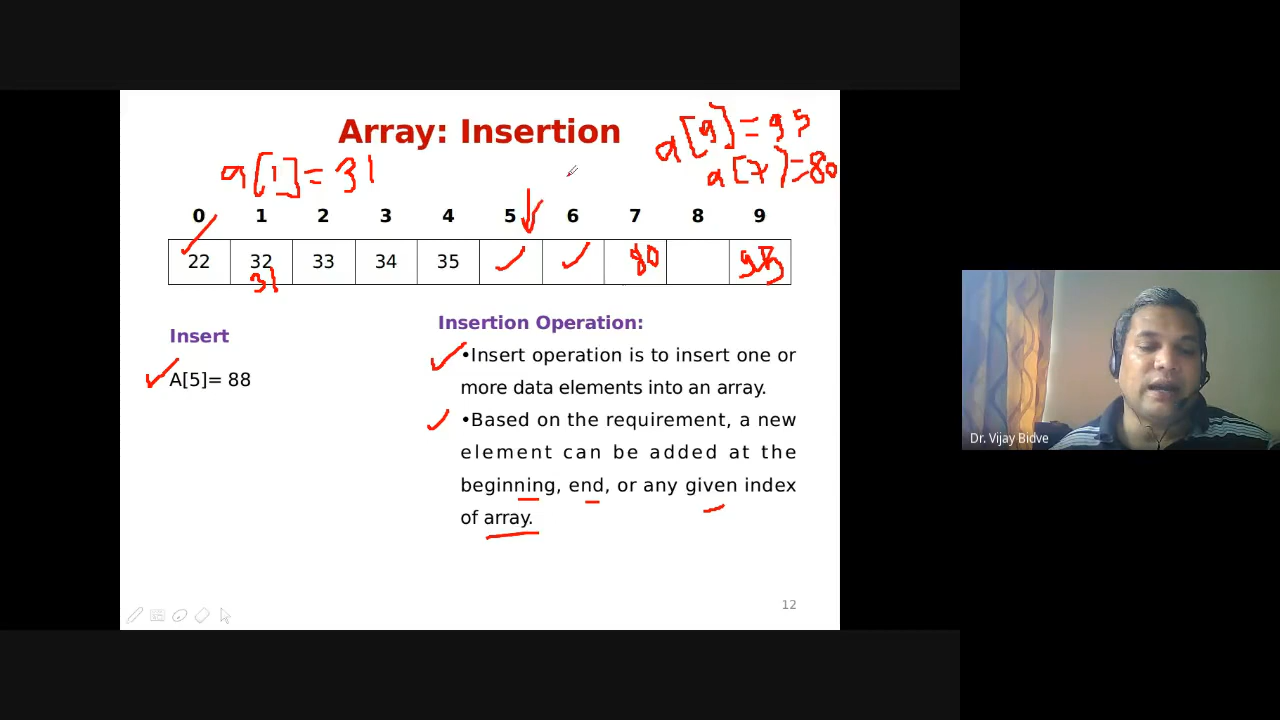 Array: Insertion
a[9]=95
a[1]=31
a[7]=80
0 1 2 3 4 5 6 7 8 9
22 32 33 34 35 80 95
31
Insert
A[5]= 88
Insertion Operation:
•Insert operation is to insert one or
more data elements into an array.
•Based on the requirement, a new
element can be added at the
beginning, end, or any given index
of array.
12
Dr. Vijay Bidve